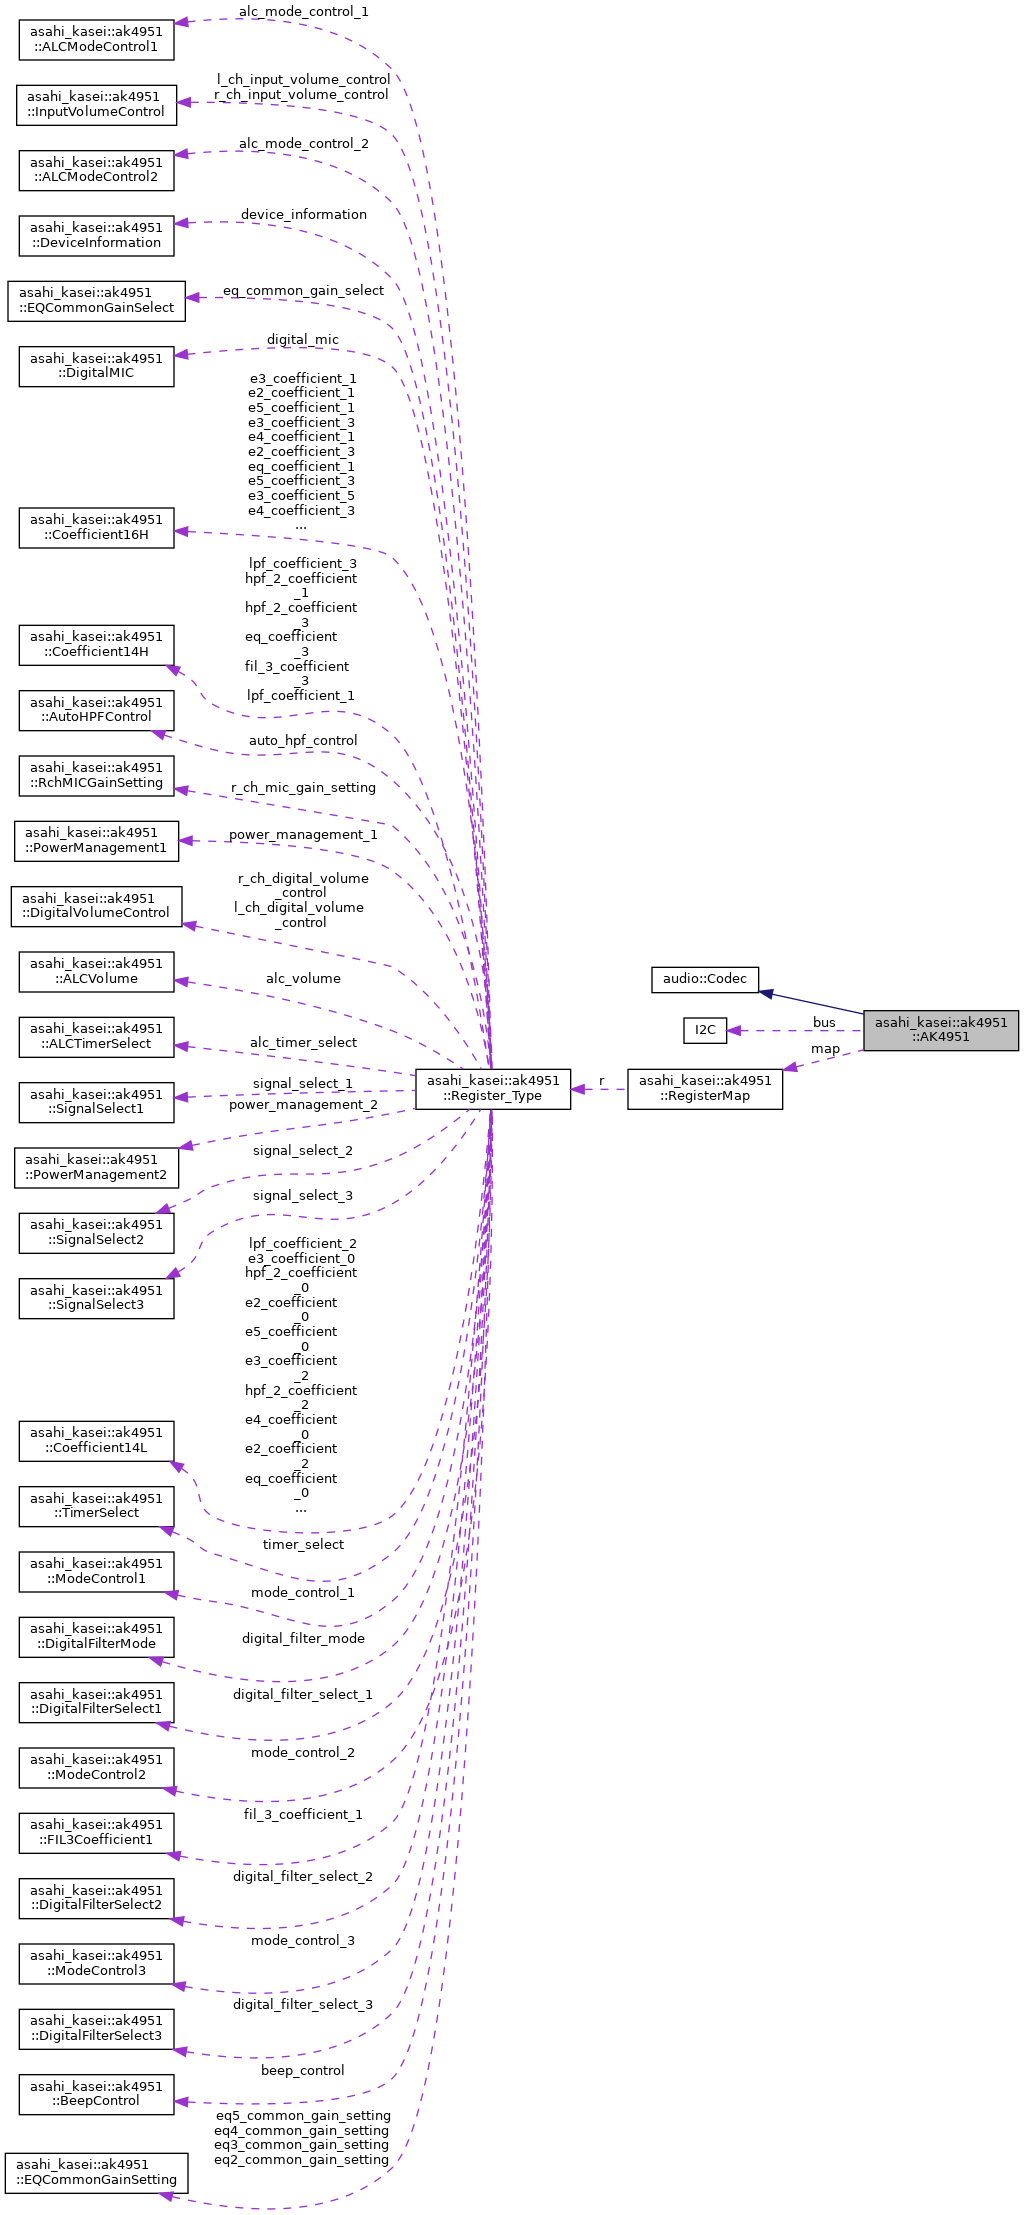 alc_mode_control_1
asahi_kasei::ak4951
::ALCModeControl1
l_ch_input_volume_control
r_ch_input_volume_control
asahi_kasei::ak4951
::InputVolumeControl
alc_mode_control_2
asahi_kasei::ak4951
::ALCModeControl2
device_information
asahi_kasei::ak4951
::DeviceInformation
eq_common_gain_select
asahi_kasei::ak4951
::EQCommonGainSelect
digital_mic
asahi_kasei::ak4951
::DigitalMIC
e3_coefficient_1
e2_coefficient_1
e5_coefficient_1
e3_coefficient_3
e4_coefficient_1
e2_coefficient_3
eq_coefficient_1
e5_coefficient_3
e3_coefficient_5
e4_coefficient_3
...
asahi_kasei::ak4951
::Coefficient16H
lpf_coefficient_3
hpf_2_coefficient
_1
hpf_2_coefficient
_3
eq_coefficient
_3
fil_3_coefficient
_3
lpf_coefficient_1
asahi_kasei::ak4951
::Coefficient14H
asahi_kasei::ak4951
::AutoHPFControl
auto_hpf_control
asahi_kasei::ak4951
::RchMICGainSetting
r_ch_mic_gain_setting
asahi_kasei::ak4951
::PowerManagement1
power_management_1
r_ch_digital_volume
_control
l_ch_digital_volume
_control
asahi_kasei::ak4951
::DigitalVolumeControl
asahi_kasei::ak4951
::ALCVolume
alc_volume
audio::Codec
asahi_kasei::ak4951
::AK4951
bus
I2C
map
asahi_kasei::ak4951
::ALCTimerSelect
alc_timer_select
asahi_kasei::ak4951
::Register_Type
r
asahi_kasei::ak4951
::RegisterMap
asahi_kasei::ak4951
::SignalSelect1
signal_select_1
power_management_2
asahi_kasei::ak4951
::PowerManagement2
signal_select_2
asahi_kasei::ak4951
::SignalSelect2
signal_select_3
asahi_kasei::ak4951
::SignalSelect3
lpf_coefficient_2
e3_coefficient_0
hpf_2_coefficient
_0
e2_coefficient
_0
e5_coefficient
_0
e3_coefficient
_2
hpf_2_coefficient
_2
e4_coefficient
_0
e2_coefficient
_2
eq_coefficient
_0
...
asahi_kasei::ak4951
::Coefficient14L
asahi_kasei::ak4951
::TimerSelect
timer_select
asahi_kasei::ak4951
::ModeControl1
mode_control_1
asahi_kasei::ak4951
::DigitalFilterMode
digital_filter_mode
asahi_kasei::ak4951
::DigitalFilterSelect1
digital_filter_select_1
asahi_kasei::ak4951
::ModeControl2
mode_control_2
asahi_kasei::ak4951
::FIL3Coefficient1
fil_3_coefficient_1
asahi_kasei::ak4951
::DigitalFilterSelect2
digital_filter_select_2
asahi_kasei::ak4951
::ModeControl3
mode_control_3
asahi_kasei::ak4951
::DigitalFilterSelect3
digital_filter_select_3
asahi_kasei::ak4951
::BeepControl
beep_control
eq5_common_gain_setting
eq4_common_gain_setting
eq3_common_gain_setting
eq2_common_gain_setting
asahi_kasei::ak4951
::EQCommonGainSetting